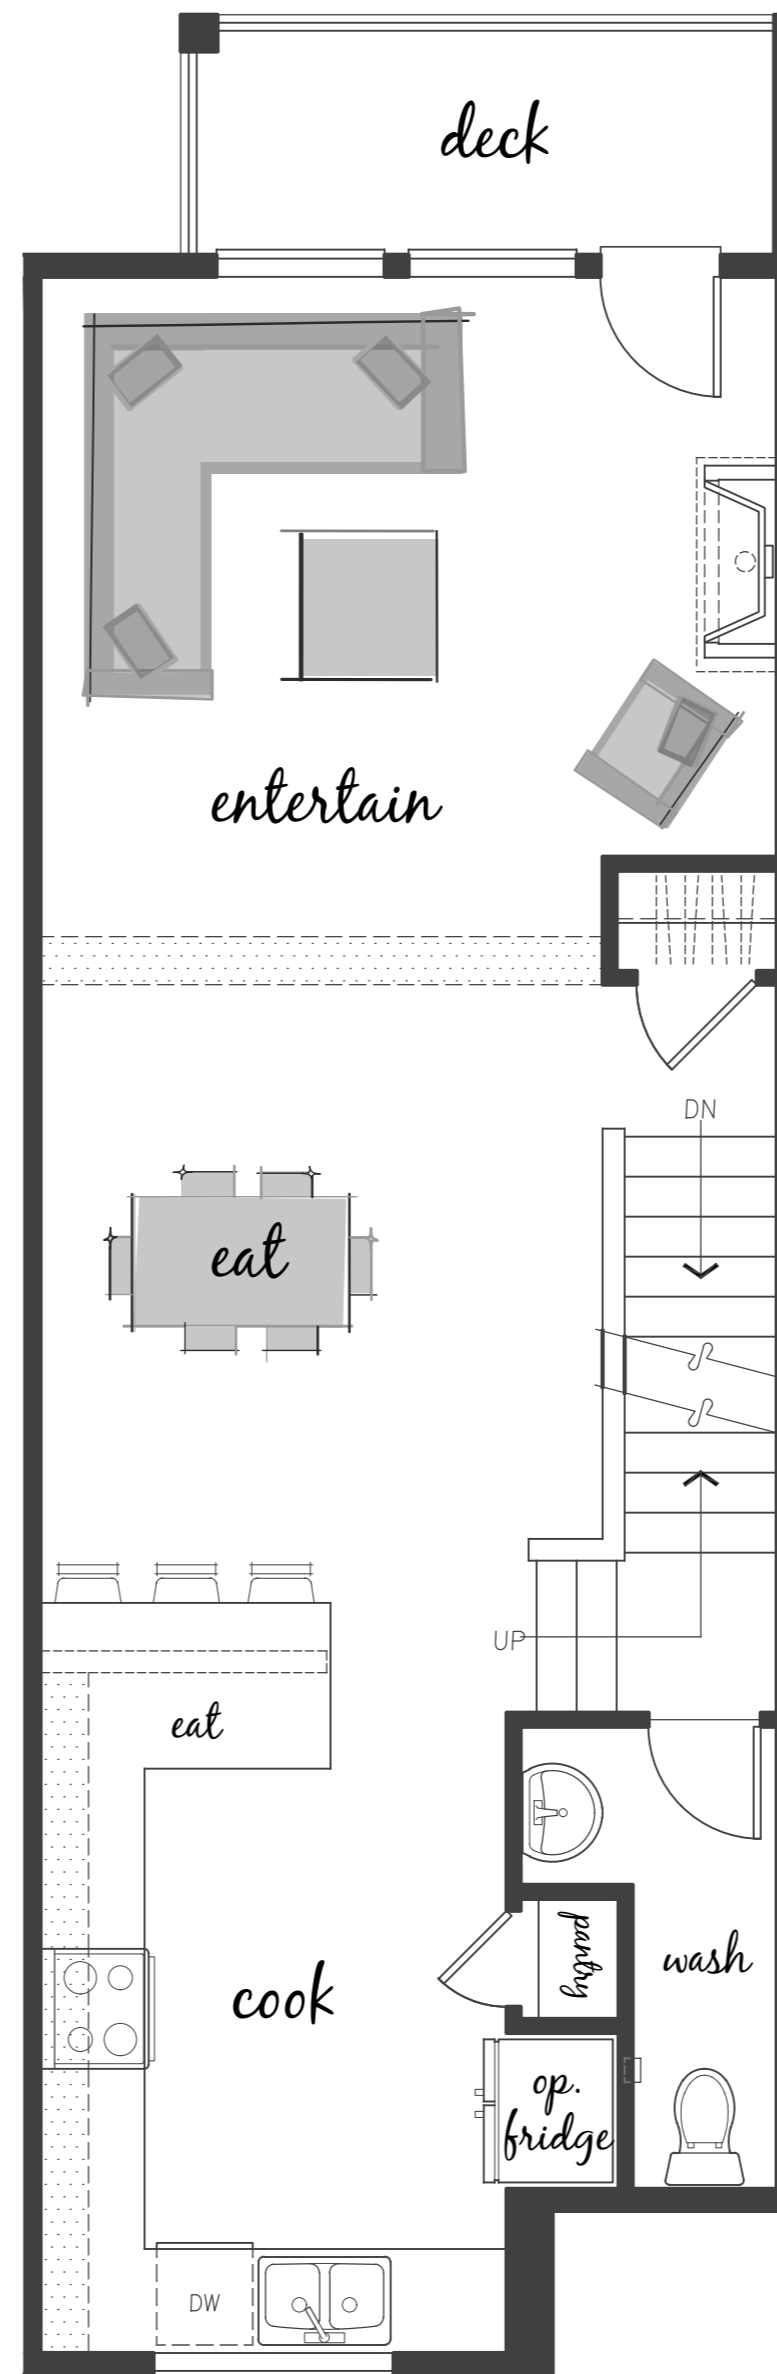 deck
entertain
DN
eat
UP
eat
pantry
wash
cook
op.
fridge
DW